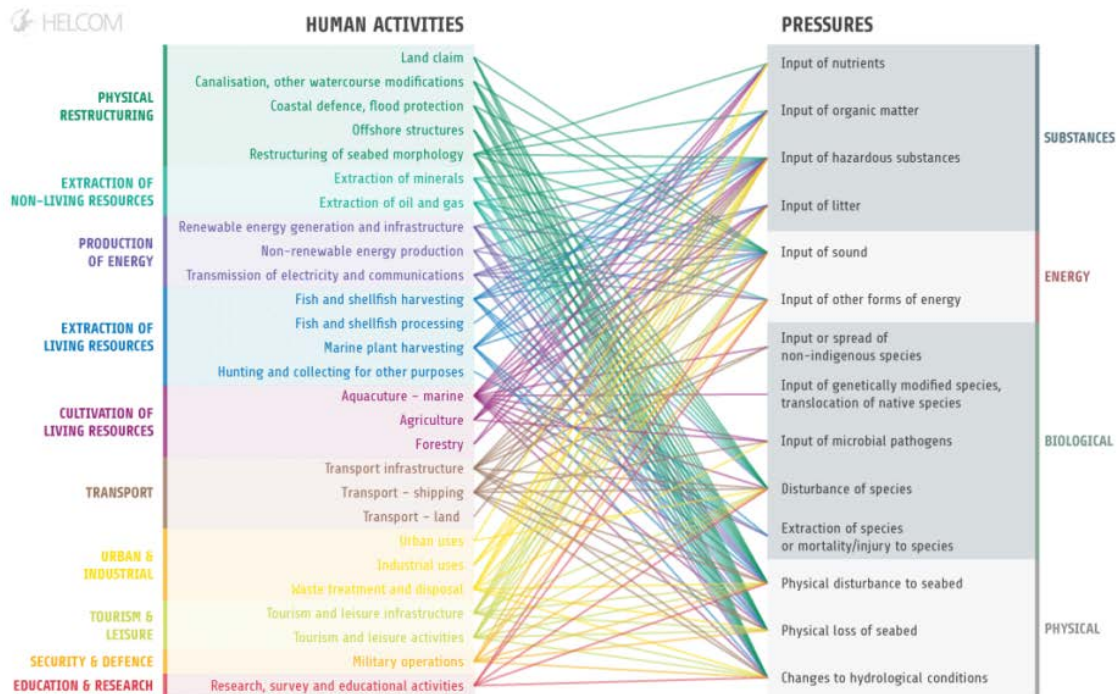 HELCOM
HUMAN ACTIVITIES
PRESSURES
PHYSICAL
RESTRUCTURING
Land claim
Canalisation, other watercourse modifications
Coastal defence, flood protection
Offshore structures
Restructuring of seabed morphology
EXTRACTION OF
NON-LIVING RESOURCES
Extraction of minerals
Extraction of oil and gas
PRODUCTION
OF ENERGY
Renewable energy generation and infrastructure
Non-renewable energy production
Transmission of electricity and communications
EXTRACTION OF
LIVING RESOURCES
Fish and shellfish harvesting
Fish and shellfish processing
Marine plant harvesting
Hunting and collecting for other purposes
CULTIVATION OF
LIVING RESOURCES
Aquacuture – marine
Agriculture
Forestry
TRANSPORT
Transport infrastructure
Transport – shipping
Transport – land
URBAN &
INDUSTRIAL
Urban uses
Industrial uses
Waste treatment and disposal
TOURISM &
LEISURE
Tourism and leisure infrastructure
Tourism and leisure activities
SECURITY & DEFENCE
Military operations
EDUCATION & RESEARCH
Research, survey and educational activities
Input of nutrients
Input of organic matter
Input of hazardous substances
Input of litter
SUBSTANCES
Input of sound
Input of other forms of energy
ENERGY
Input or spread of
non-indigenous species
Input of genetically modified species,
translocation of native species
Input of microbial pathogens
Disturbance of species
Extraction of species
or mortality/injury to species
BIOLOGICAL
Physical disturbance to seabed
Physical loss of seabed
Changes to hydrological conditions
PHYSICAL